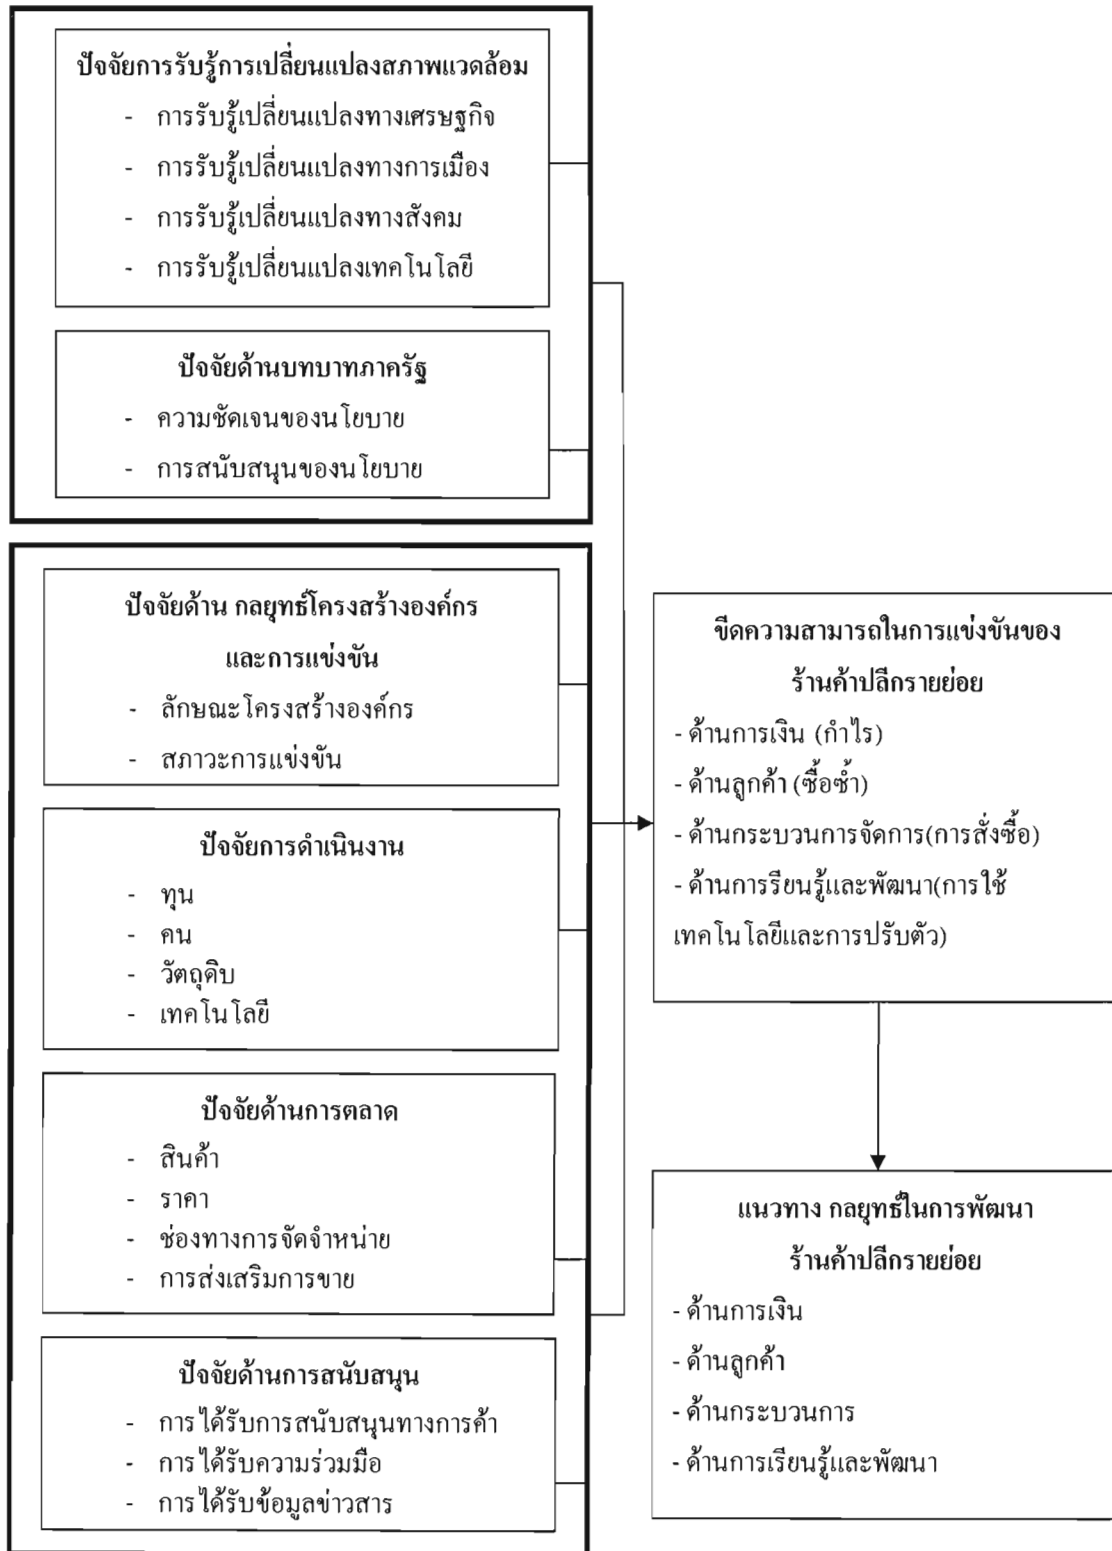 ปัจจัยการรับรู้การเปลี่ยนแปลงสภาพแวดล้อม
- การรับรู้เปลี่ยนแปลงทางเศรษฐกิจ
- การรับรู้เปลี่ยนแปลงทางการเมือง
- การรับรู้เปลี่ยนแปลงทางสังคม
- การรับรู้เปลี่ยนแปลงเทคโนโลยี
ปัจจัยด้านบทบาทภาครัฐ
- ความชัดเจนของนโยบาย
- การสนับสนุนของนโยบาย
ปัจจัยด้าน กลยุทธ์โครงสร้างองค์กร
และการแข่งขัน
- ลักษณะโครงสร้างองค์กร
- สภาวะการแข่งขัน
ปัจจัยการดำเนินงาน
- ทุน
- คน
- วัตถุดิบ
- เทคโนโลยี
ปัจจัยด้านการตลาด
- สินค้า
- ราคา
- ช่องทางการจัดจำหน่าย
- การส่งเสริมการขาย
ปัจจัยด้านการสนับสนุน
- การได้รับการสนับสนุนทางการค้า
- การได้รับความร่วมมือ
- การได้รับข้อมูลข่าวสาร
ขีดความสามารถในการแข่งขันของ
ร้านค้าปลีกรายย่อย
- ด้านการเงิน (กำไร)
- ด้านลูกค้า (ซื้อซ้ำ)
- ด้านกระบวนการจัดการ(การสั่งซื้อ)
- ด้านการรียนรู้และพัฒนา(การใช้
เทคโนโลยีและการปรับตัว)
แนวทาง กลยุทธ์ในการพัฒนา
ร้านค้าปลีกรายย่อย
- ด้านการเงิน
- ด้านลูกค้า
- ด้านกระบวนการ
- ด้านการเรียนรู้และพัฒนา